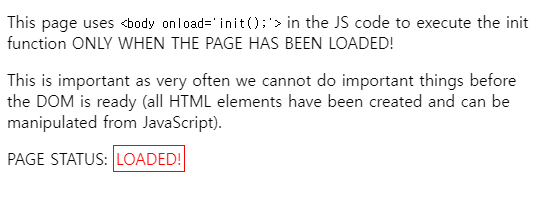 This page uses <body onload='init();'> in the JS code to execute the init
function ONLY WHEN THE PAGE HAS BEEN LOADED!
This is important as very often we cannot do important things before
the DOM is ready (all HTML elements have been created and can be
manipulated from JavaScript).
PAGE STATUS: LOADED!